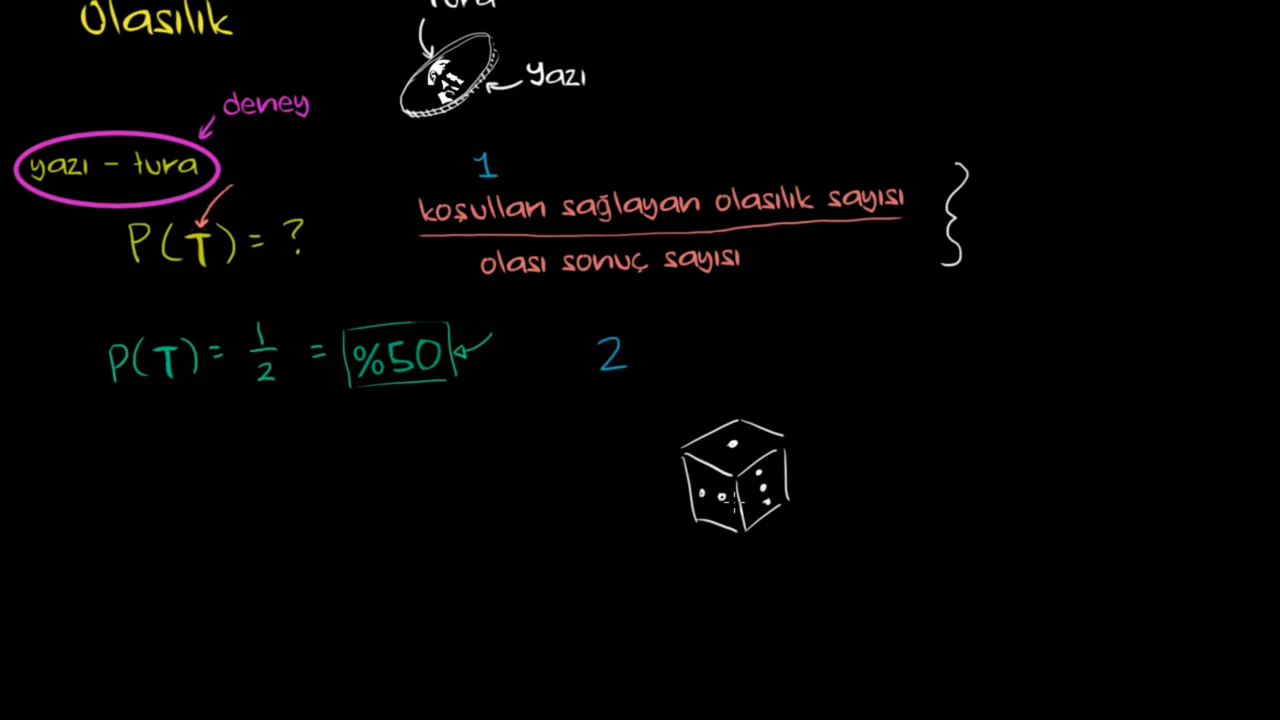 Olasılık
tura
yazı
deney
yazı - tura
1
koşulları sağlayan olasılık sayısı
olası sonuç sayısı
P(T) = ?
P(T) = 1/2 = %50
2